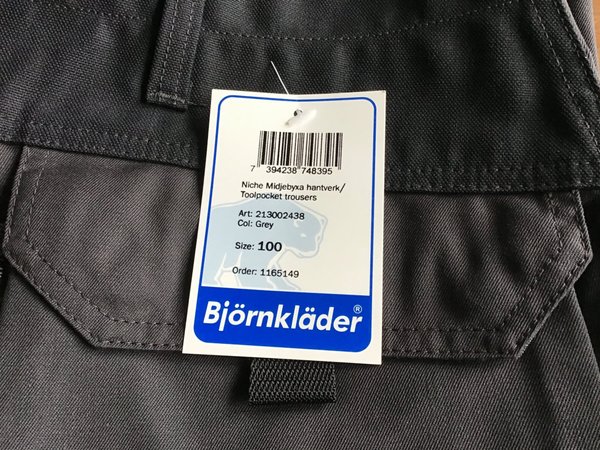 7 394238 748395
Niche Midjebyxa hantverk/
Toolpocket trousers
Art: 213002438
Col: Grey
Size: 100
Order: 1165149
Björnkläder®